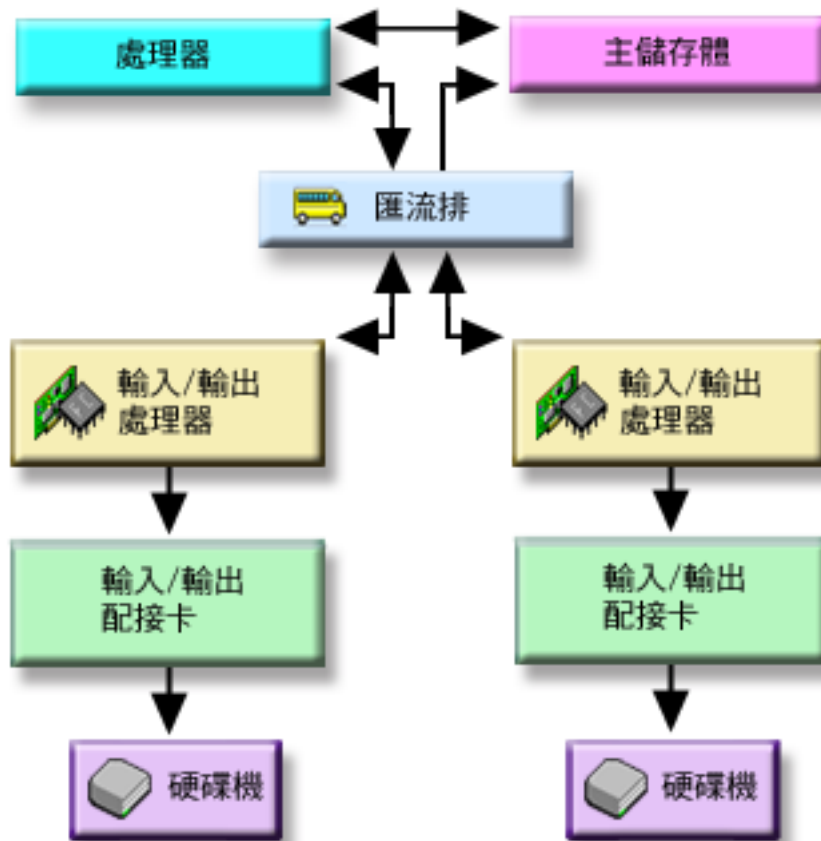 處理器
主儲存體
匯流排
輸入/輸出
處理器
輸入/輸出
處理器
輸入/輸出
配接卡
輸入/輸出
配接卡
硬碟機
硬碟機